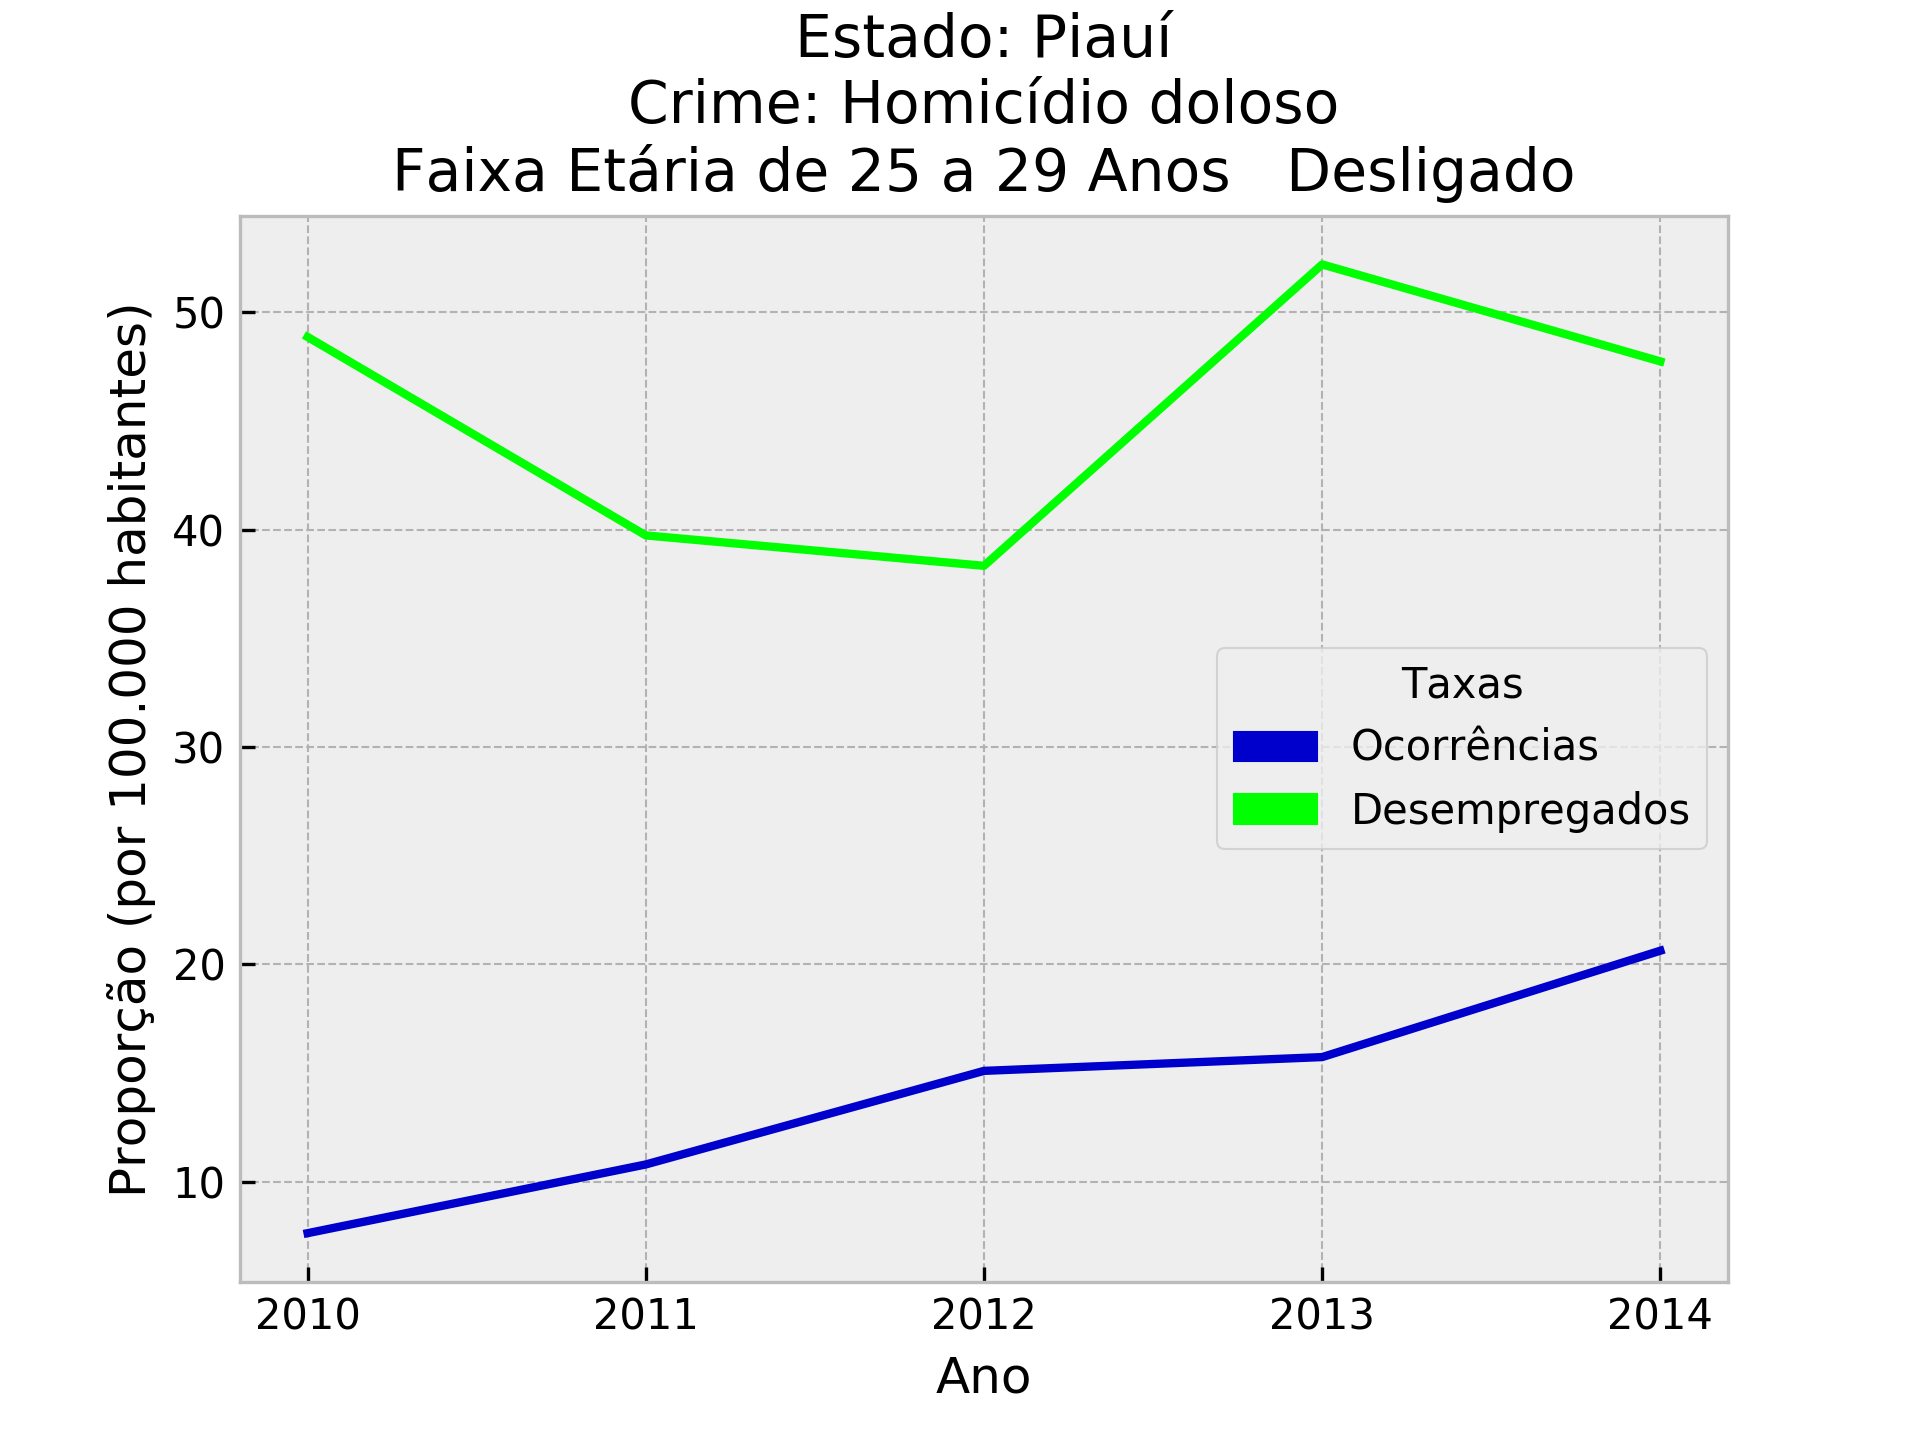 Estado: Piauí
Crime: Homicídio doloso
Faixa Etária de 25 a 29 Anos   Desligado
Proporção (por 100.000 habitantes)
50
40
30
20
10
Taxas
Ocorrências
Desempregados
2010 2011 2012 2013 2014
Ano